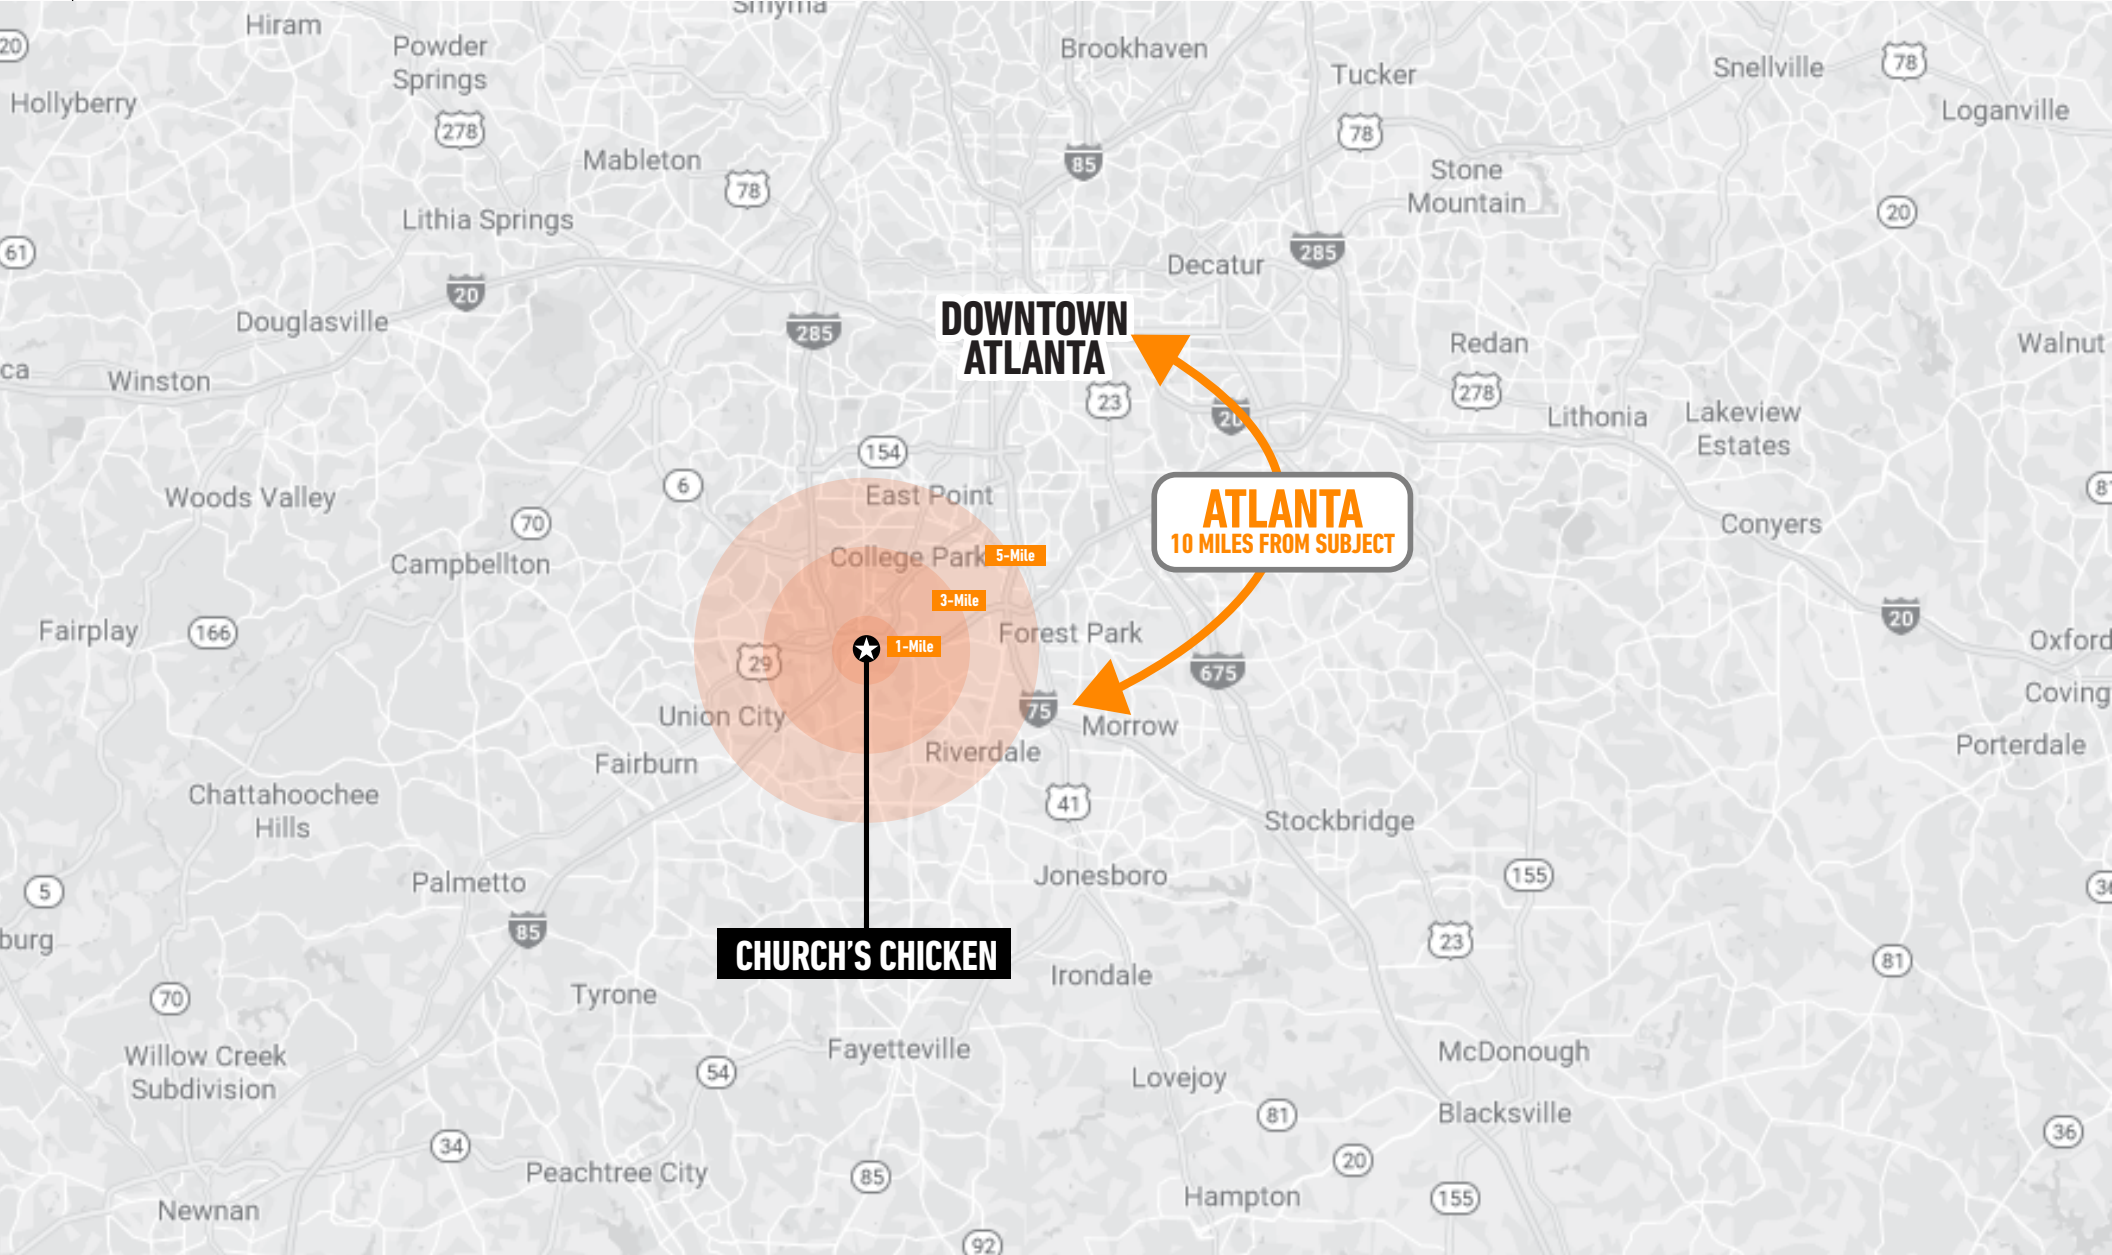 Smyrna
Hiram
20
Powder
Springs
Brookhaven
Tucker
Snellville
78
Hollyberry
278
78
Loganville
Mableton
78
85
Stone
Mountain
Lithia Springs
20
61
285
Decatur
20
Douglasville
285
DOWNTOWN
ATLANTA
Redan
Walnut
ca
Winston
23
20
278
Lithonia
Lakeview
Estates
154
6
East Point
Woods Valley
70
ATLANTA
10 MILES FROM SUBJECT
Conyers
Campbellton
College Park
5-Mile
3-Mile
Fairplay
166
1-Mile
Forest Park
20
Oxford
29
675
Coving
Union City
75
Morrow
Riverdale
Porterdale
Fairburn
Chattahoochee
Hills
41
Stockbridge
Palmetto
Jonesboro
155
5
85
burg
23
CHURCH'S CHICKEN
81
Irondale
70
Tyrone
Willow Creek
Subdivision
Fayetteville
McDonough
54
Lovejoy
81
Blacksville
36
34
Peachtree City
85
20
Newnan
Hampton
155
92